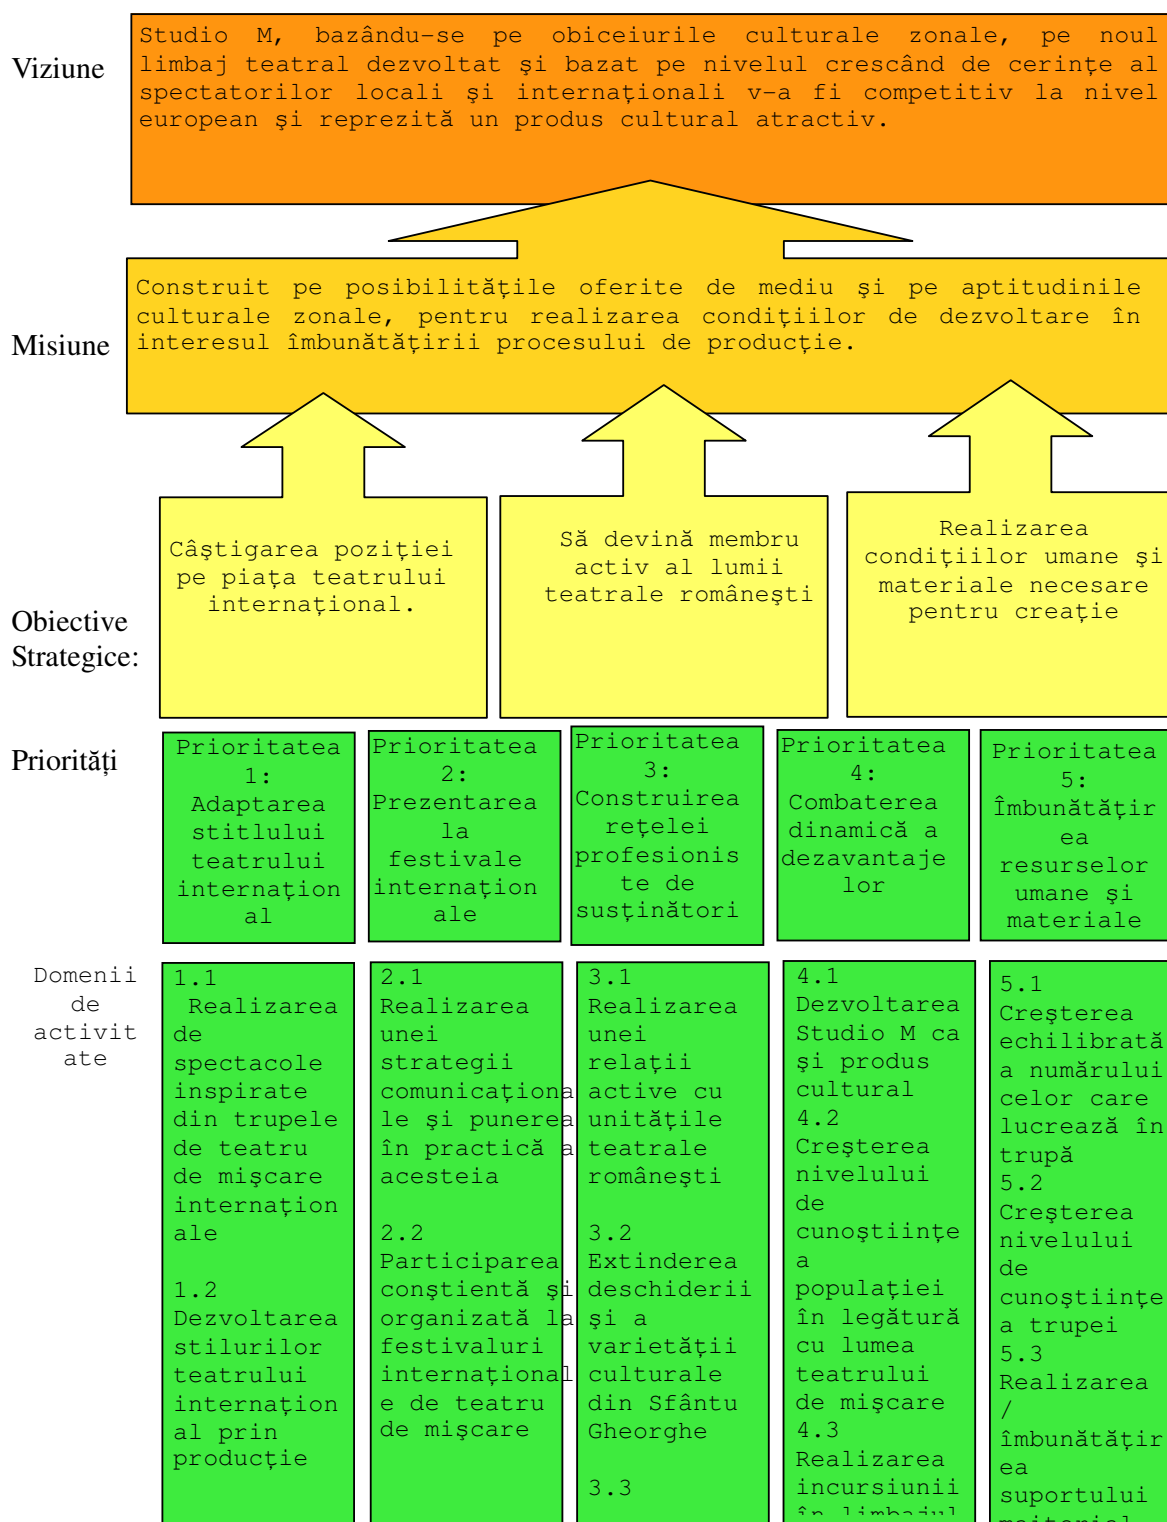 Viziune
Studio M, bazându-se pe obiceiurile culturale zonale, pe noul
limbaj teatral dezvoltat şi bazat pe nivelul crescând de cerinţe al
spectatorilor locali şi internaţionali v-a fi competitiv la nivel
european şi reprezită un produs cultural atractiv.
Misiune
Construit pe posibilităţile oferite de mediu şi pe aptitudinile
culturale zonale, pentru realizarea condiţiilor de dezvoltare în
interesul îmbunătăţirii procesului de producţie.
Obiective
Strategice:
Câştigarea poziţiei
pe piaţa teatrului
internaţional.
Să devină membru
activ al lumii
teatrale româneşti
Realizarea
condiţiilor umane şi
materiale necesare
pentru creaţie
Priorităţi
Prioritatea
1:
Adaptarea
stitlului
teatrului
internaţion
al
Prioritatea
2:
Prezentarea
la
festivale
internaţion
ale
Prioritatea
3:
Construirea
reţelei
profesionis
te de
susţinători
Prioritatea
4:
Combaterea
dinamică a
dezavantaje
lor
Prioritatea
5:
Îmbunătăţir
ea
resurselor
umane şi
materiale
Domenii
de
activit
ate
1.1
Realizarea
de
spectacole
inspirate
din trupele
de teatru
de mişcare
internaţion
ale
1.2
Dezvoltarea
stilurilor
teatrului
internaţion
al prin
producţie
2.1
Realizarea
unei
strategii
comunicaţiona
le şi punerea
în practică a
acesteia
2.2
Participarea
conştientă şi
organizată la
festivaluri
internaţional
e de teatru
de mişcare
3.1
Realizarea
unei
relaţii
active cu
unităţile
teatrale
româneşti
3.2
Extinderea
deschiderii
şi a
varietăţii
culturale
din Sfântu
Gheorghe
3.3
4.1
Dezvoltarea
Studio M ca
şi produs
cultural
4.2
Creşterea
nivelului
de
cunoştiinţe
a
populaţiei
în legătură
cu lumea
teatrului
de mişcare
4.3
Realizarea
incursiunii
în limbajul
5.1
Creşterea
echilibrată
a numărului
celor care
lucrează în
trupă
5.2
Creşterea
nivelului
de
cunoştiinţe
a trupei
5.3
Realizarea
/
îmbunătăţir
ea
suportului